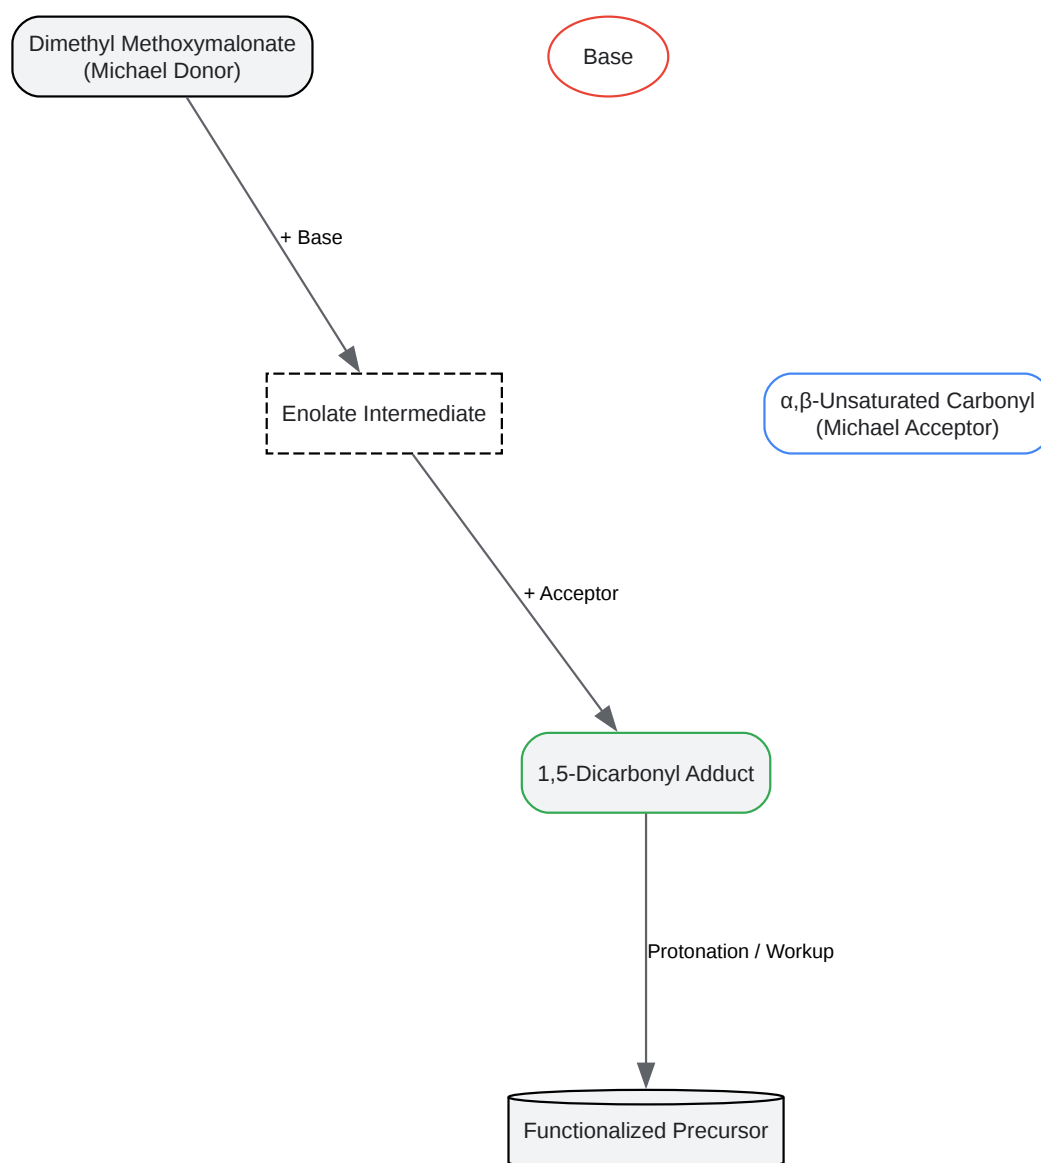 Dimethyl Methoxymalonate
(Michael Donor)
Base
+ Base
Enolate Intermediate
α,β-Unsaturated Carbonyl
(Michael Acceptor)
+ Acceptor
1,5-Dicarbonyl Adduct
Protonation / Workup
Functionalized Precursor